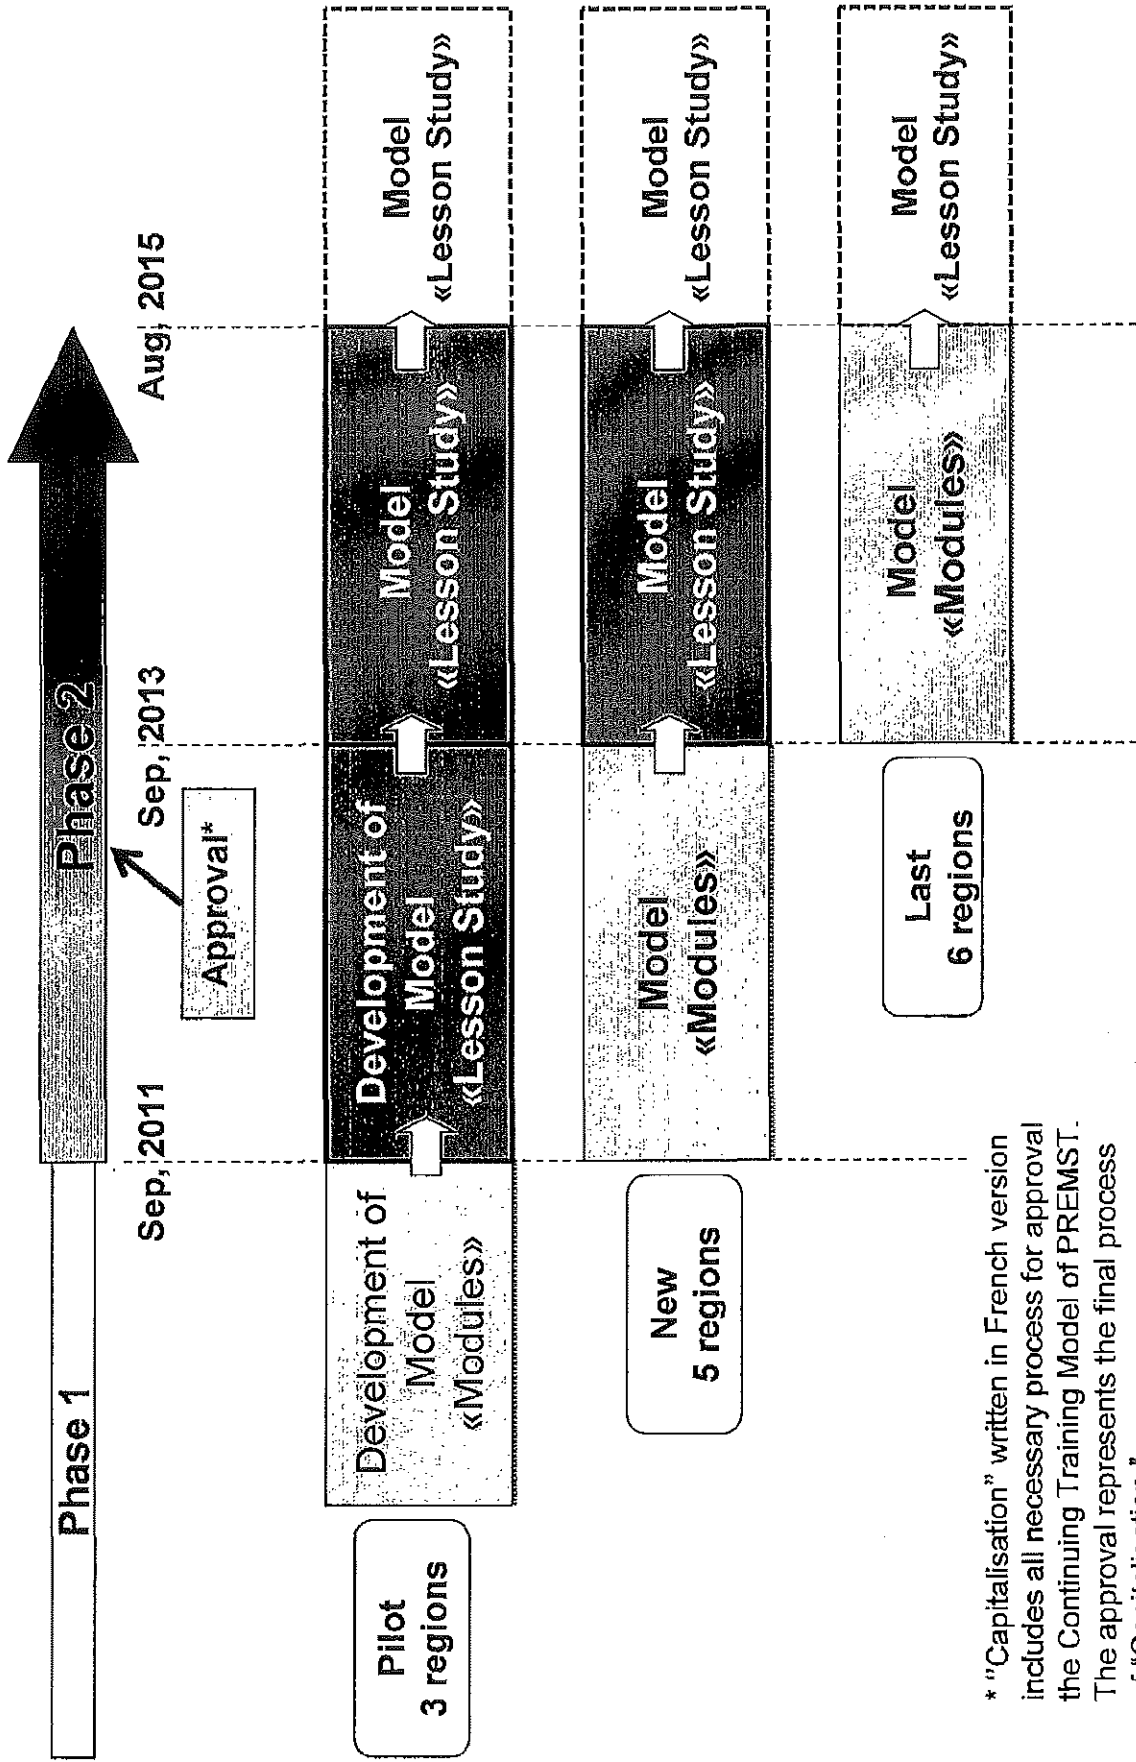 Phase 1
Phase 2
Approval*
Sep, 2011
Sep, 2013
Aug, 2015
Pilot
3 regions
Development of
Model
«Modules»
Development of
Model
«Lesson Study»
Model
«Lesson Study»
Model
«Lesson Study»
New
5 regions
Model
«Modules»
Model
«Lesson Study»
Model
«Lesson Study»
Last
6 regions
Model
«Modules»
Model
«Lesson Study»
* "Capitalisation" written in French version
includes all necessary process for approval
the Continuing Training Model of PREMST.
The approval represents the final process